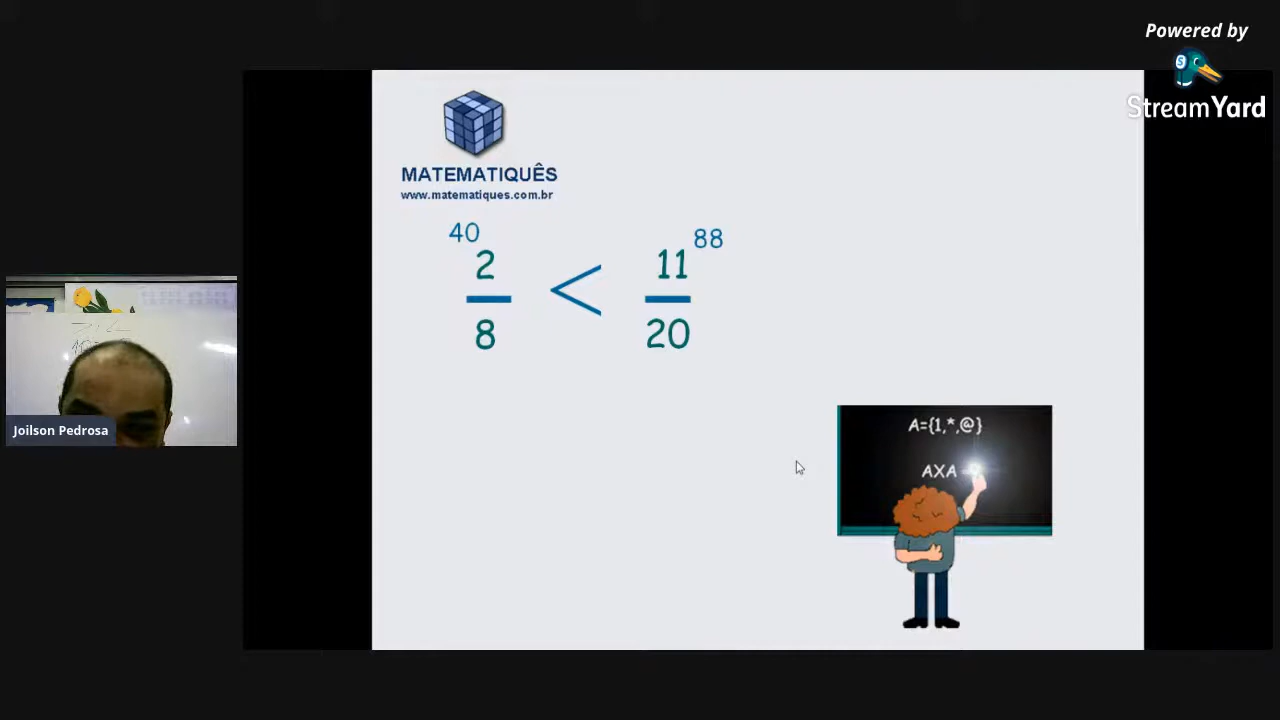 Powered by
StreamYard
MATEMATIQUÊS
www.matematiques.com.br
40 88
2 < 11
8 20
A={1,*,@}
AXA
Joilson Pedrosa